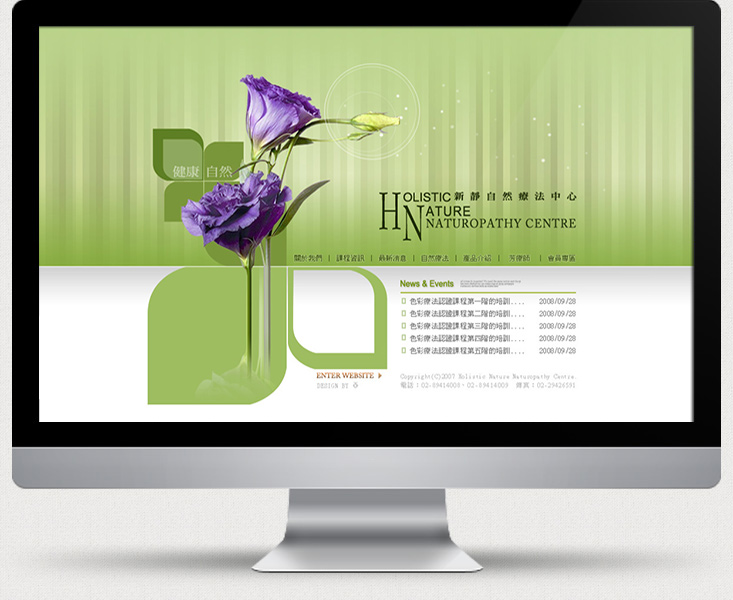 健康 自然
HOLISTIC 新靜自然療法中心
NATURE
NATUROPATHY CENTRE
關於我們 | 課程資訊 | 最新消息 | 自然療法 | 產品介紹 | 芳療館 | 會員專區
News & Events
色彩療法認證課程第一階的培訓.... 2008/09/28
色彩療法認證課程第二階的培訓.... 2008/09/28
色彩療法認證課程第三階的培訓.... 2008/09/28
色彩療法認證課程第四階的培訓.... 2008/09/28
色彩療法認證課程第五階的培訓.... 2008/09/28
ENTER WEBSITE
DESIGN BY
Copyright(C)2007 Holistic Nature Naturopathy Centre.
電話:02-89414008・02-89414009 傳真:02-29426591